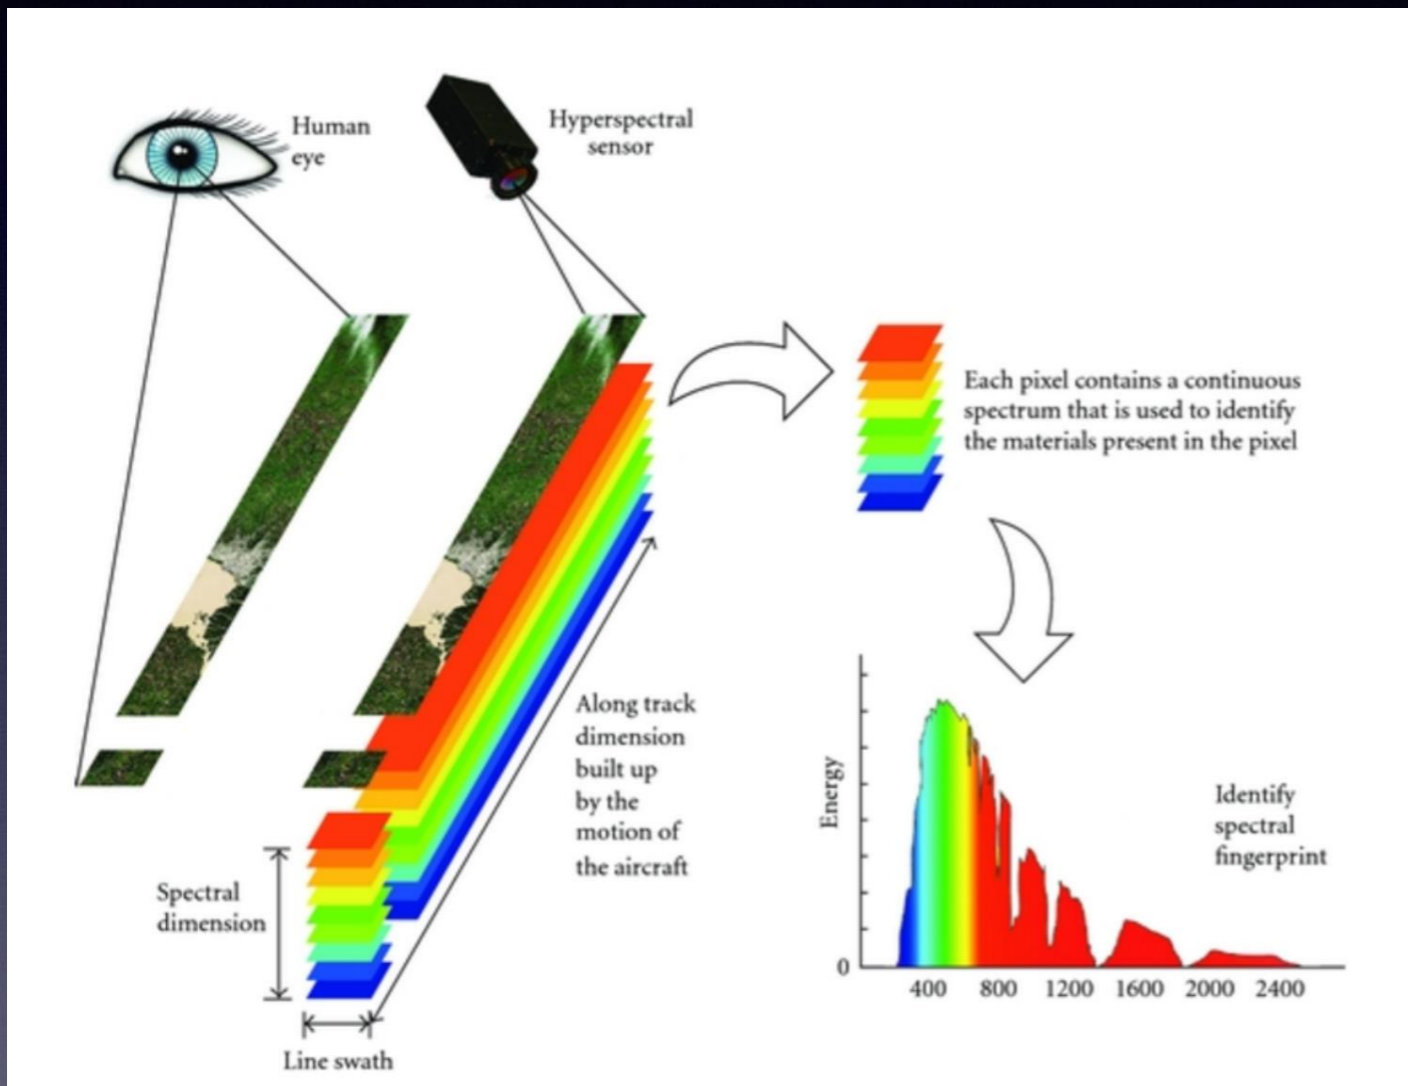 Human
eye
Hyperspectral
sensor
Each pixel contains a continuous
spectrum that is used to identify
the materials present in the pixel
Along track
dimension
built up
by the
motion of
the aircraft
Spectral
dimension
Line swath
Energy
Identify
spectral
fingerprint
0
400 800 1200 1600 2000 2400